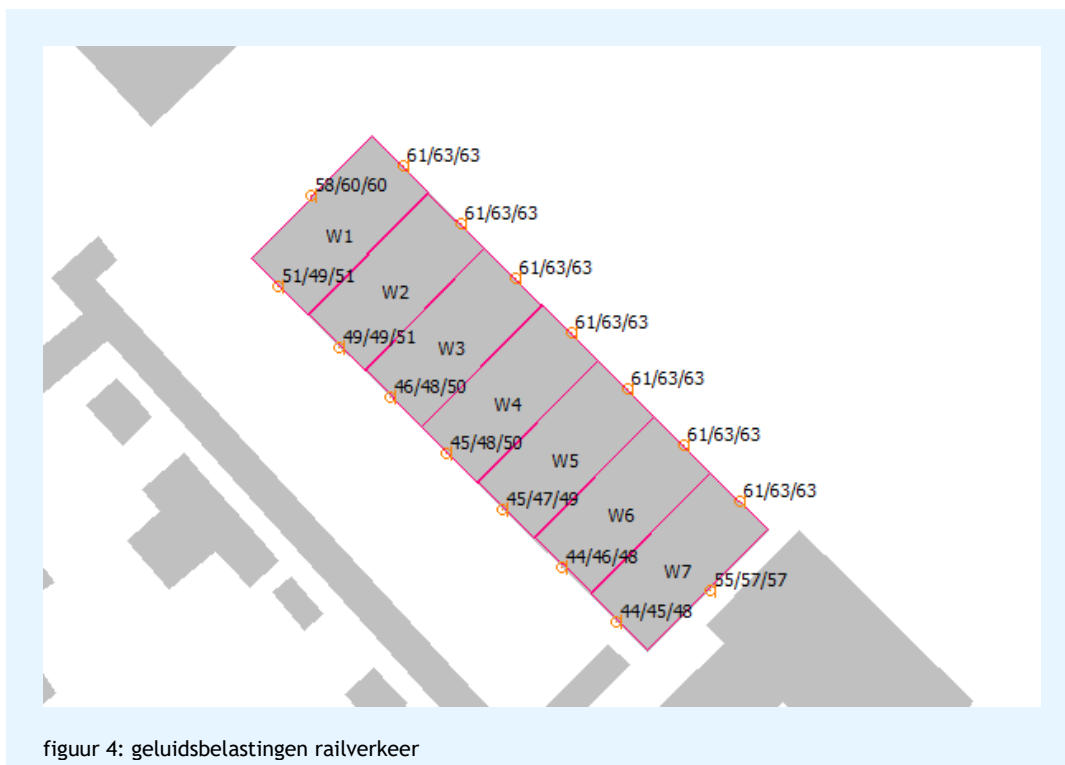 61/63/63
58/60/60
61/63/63
W1
61/63/63
51/49/51
W2
61/63/63
49/49/51
W3
61/63/63
46/48/50
W4
61/63/63
45/48/50
W5
61/63/63
45/47/49
W6
44/46/48
W7
55/57/57
44/45/48
figuur 4: geluidsbelastingen railverkeer